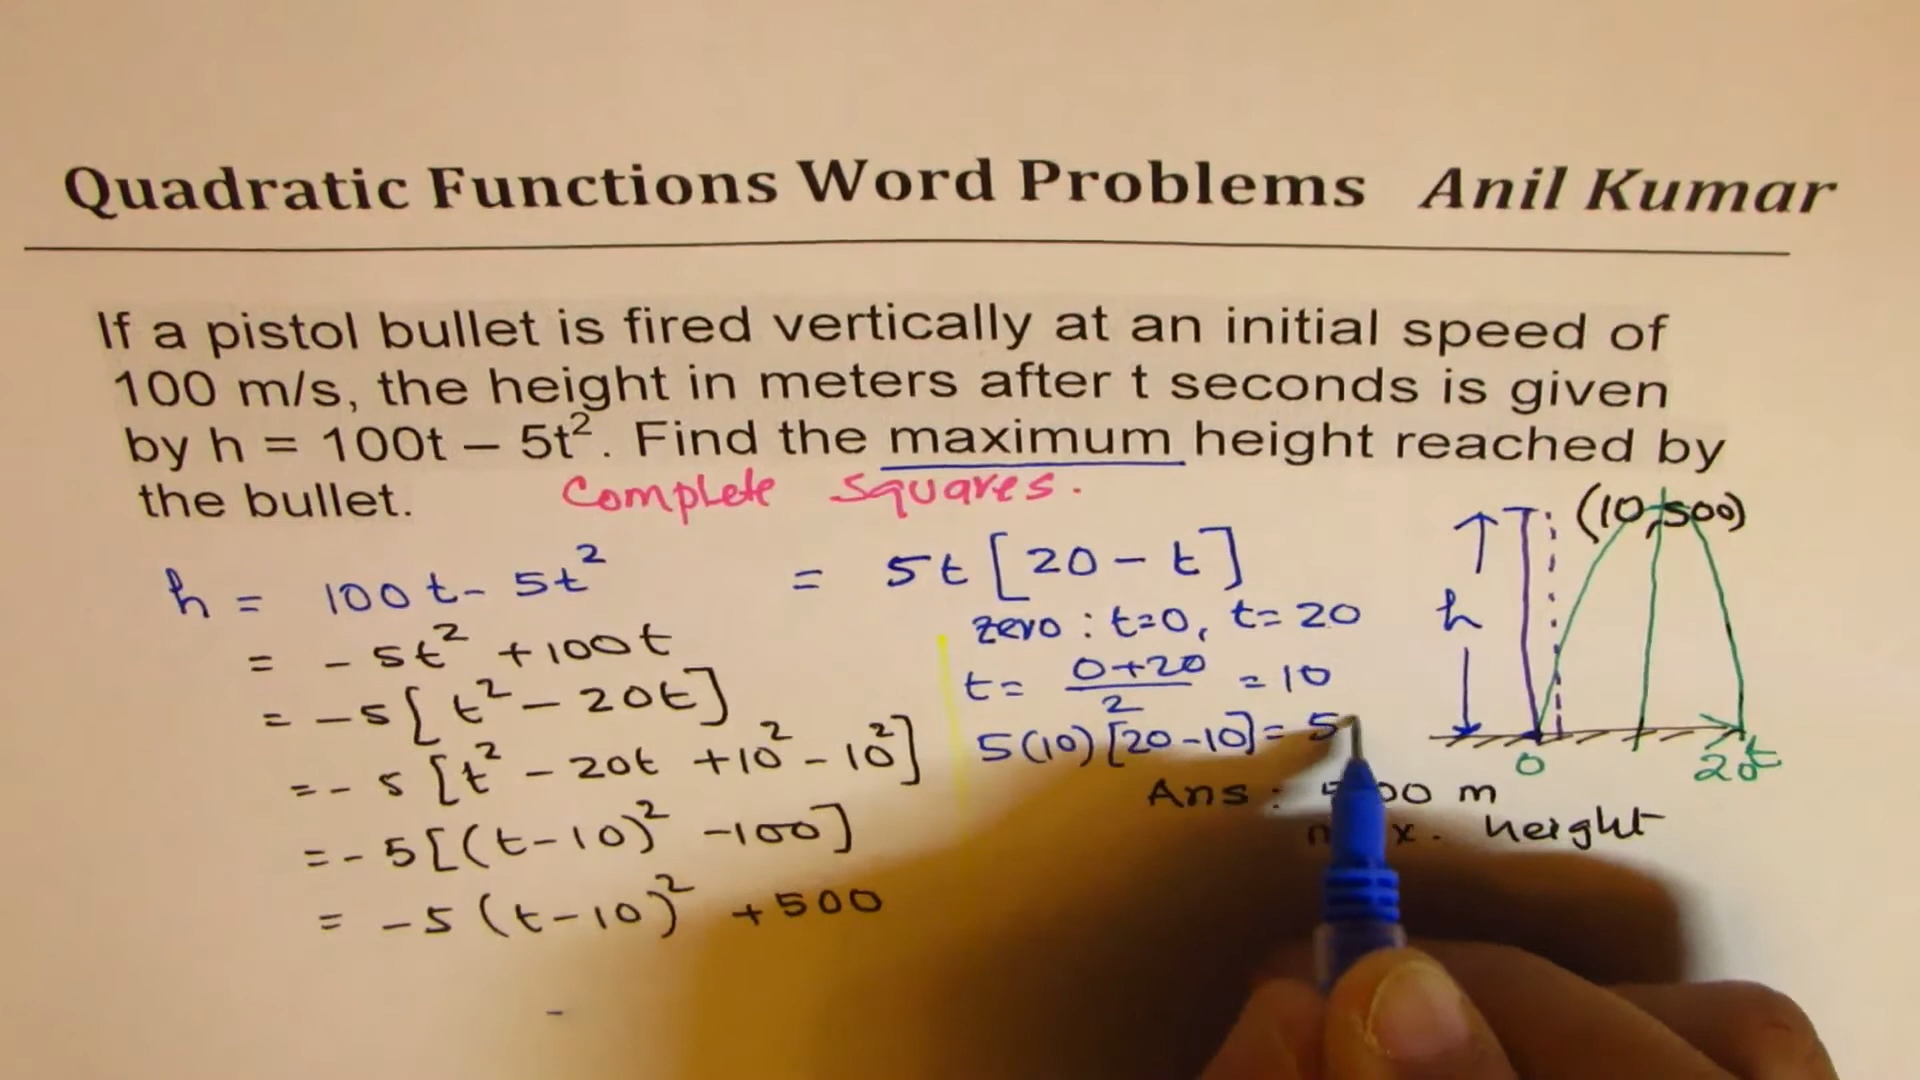 Quadratic Functions Word Problems Anil Kumar
If a pistol bullet is fired vertically at an initial speed of
100 m/s, the height in meters after t seconds is given
by h = 100t – 5t². Find the maximum height reached by
the bullet.
Complete Squares.
h = 100t - 5t²
= - 5t² + 100t
= - 5 [t² - 20t]
= - 5 [t² - 20t + 10² - 10²]
= - 5 [(t - 10)² - 100]
= - 5 (t - 10)² + 500
= 5t [20 - t]
zero : t=0, t= 20
t = (0+20)/2 = 10
5(10) [20-10] = 5
Ans : 00 m
height
(10, 500)
h
0
20
t